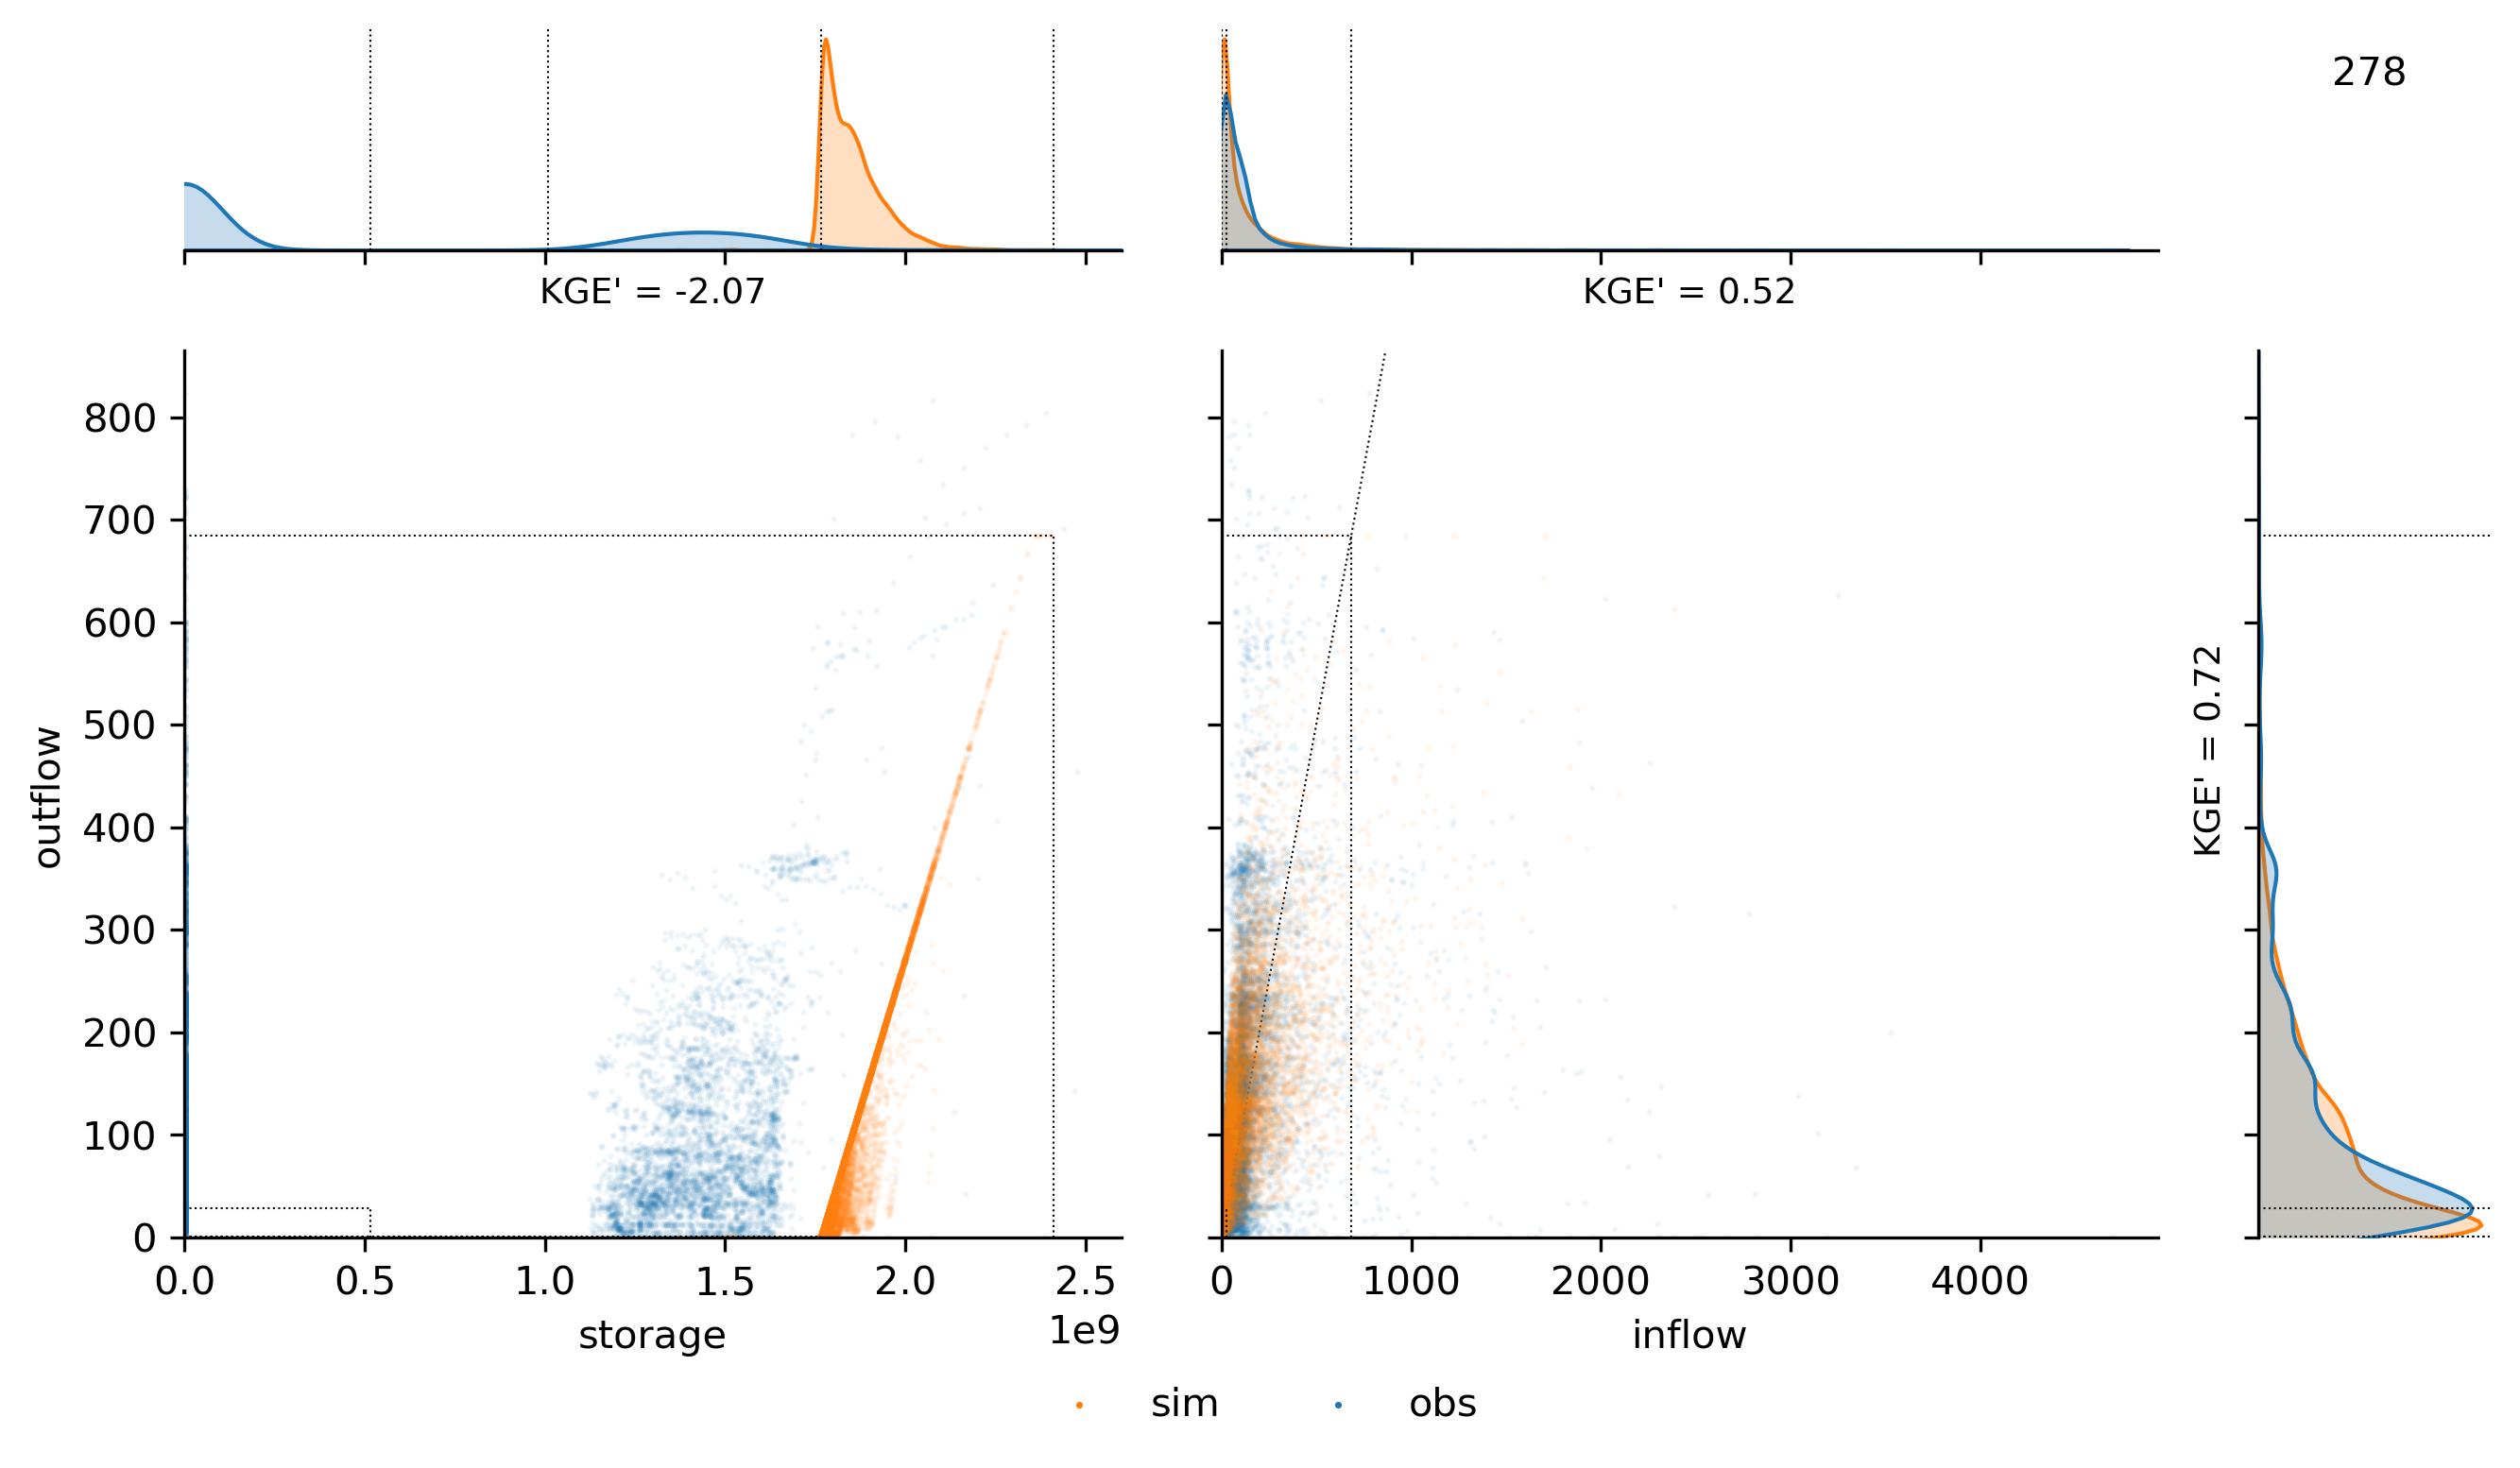 278
KGE' = -2.07
KGE' = 0.52
outflow
800
700
600
500
400
300
200
100
0
KGE' = 0.72
0.0 0.5 1.0 1.5 2.0 2.5
1e9
storage
0 1000 2000 3000 4000
inflow
sim obs